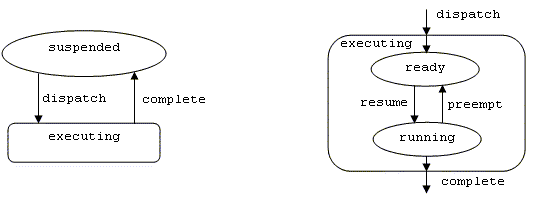 suspended
dispatch
complete
executing
dispatch
executing
ready
resume
preempt
running
complete